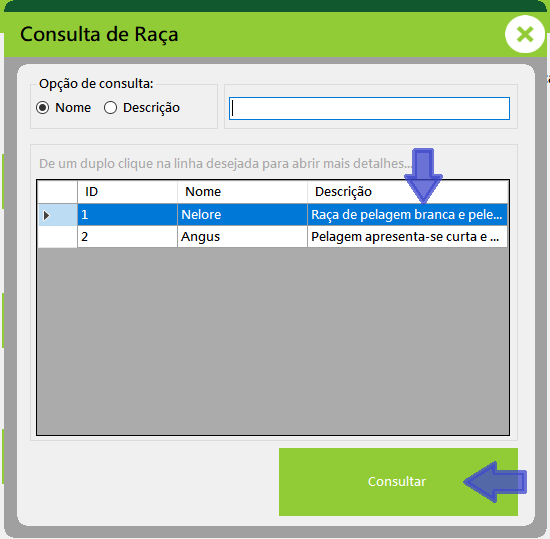 Consulta de Raça
Opção de consulta:
Nome Descrição
De um duplo clique na linha desejada para abrir mais detalhes...
ID Nome Descrição
1 Nelore Raça de pelagem branca e pele...
2 Angus Pelagem apresenta-se curta e ...
Consultar